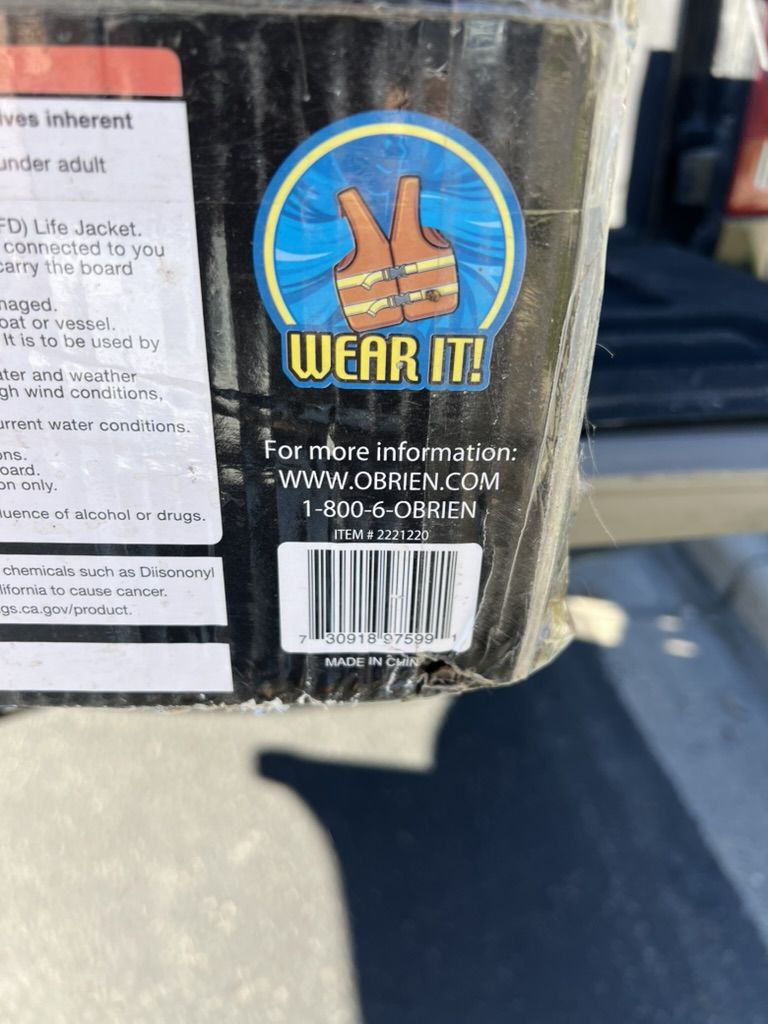 ves inherent
under adult
FD) Life Jacket.
connected to you
carry the board
maged.
oat or vessel.
It is to be used by
ater and weather
gh wind conditions,
urrent water conditions.
ons.
oard.
on only.
luence of alcohol or drugs.
chemicals such as Diisononyl
lifornia to cause cancer.
gs.ca.gov/product.
WEAR IT!
For more information:
WWW.OBRIEN.COM
1-800-6-OBRIEN
ITEM # 2221220
7 30918 97599 1
MADE IN CHIN